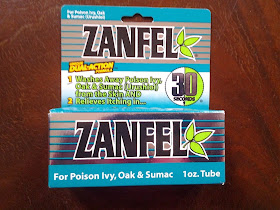 For Poison Ivy, Oak
& Sumac (Urushiol)
ZANFEL
DUAL-ACTION
1 Washes Away Poison Ivy,
Oak & Sumac (Urushiol)
from the Skin AND
2 Relieves Itching in...
30
SECONDS
ZANFEL
For Poison Ivy, Oak & Sumac 1oz. Tube